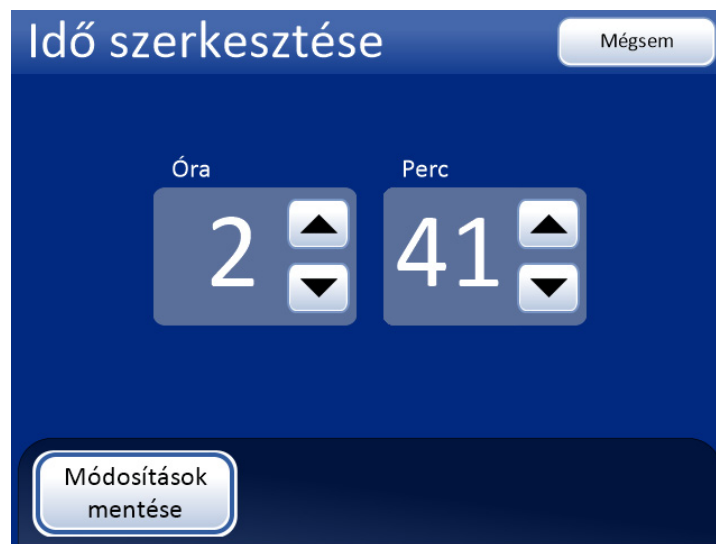 Idő szerkesztése
Mégsem
Óra
Perc
2
41
Módosítások
mentése